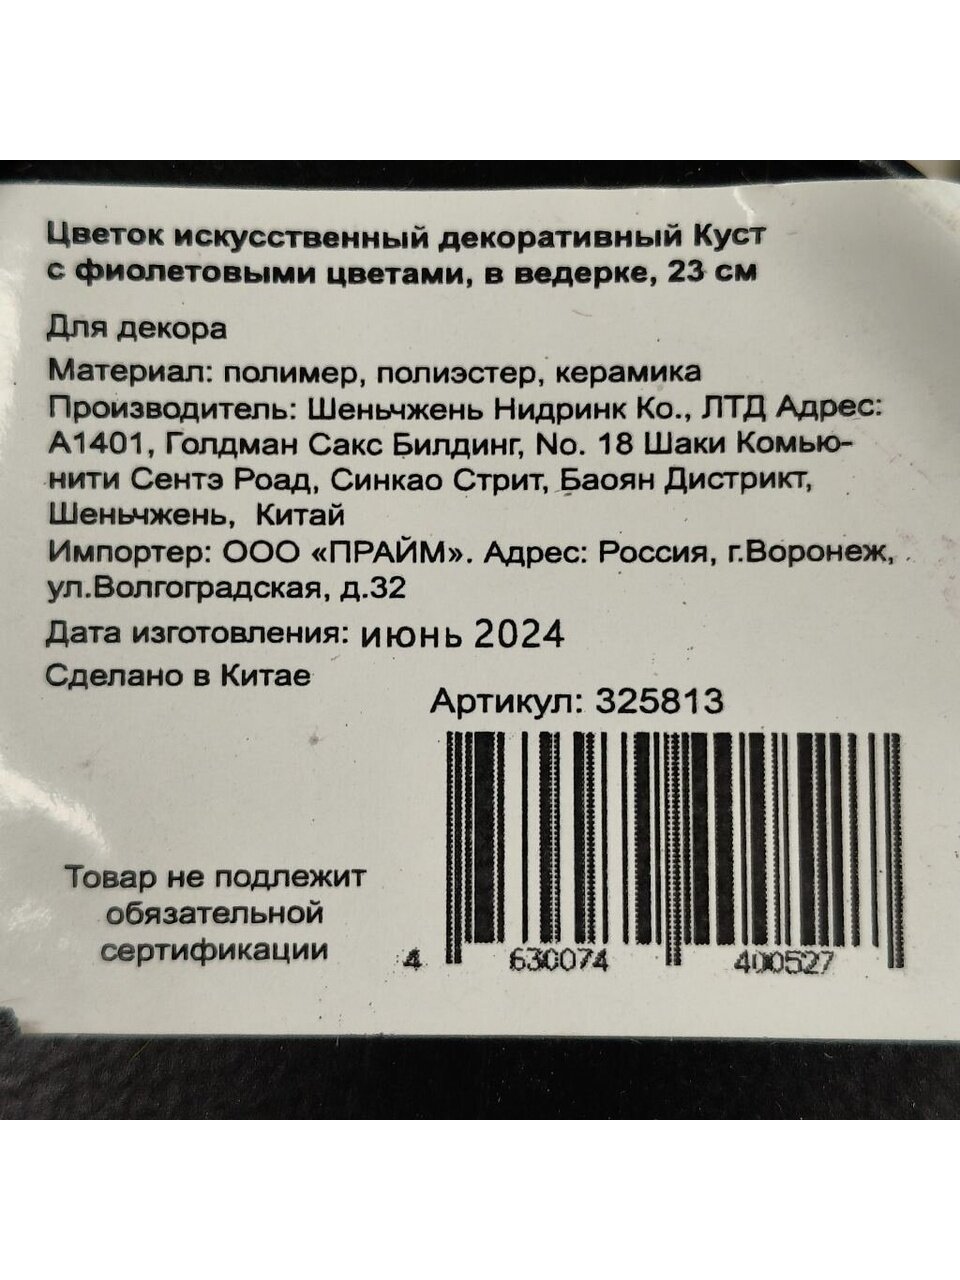 Цветок искусственный декоративный Куст
с фиолетовыми цветами, в ведерке, 23 см
Для декора
Материал: полимер, полиэстер, керамика
Производитель: Шеньчжень Нидринк Ко., ЛТД Адрес:
А1401, Голдман Сакс Билдинг, No. 18 Шаки Комью-
нити Сентэ Роад, Синкао Стрит, Баоян Дистрикт,
Шеньчжень, Китай
Импортер: ООО «ПРАЙМ». Адрес: Россия, г.Воронеж,
ул.Волгоградская, д.32
Дата изготовления: июнь 2024
Сделано в Китае
Артикул: 325813
Товар не подлежит
обязательной
сертификации
4 630074 400527